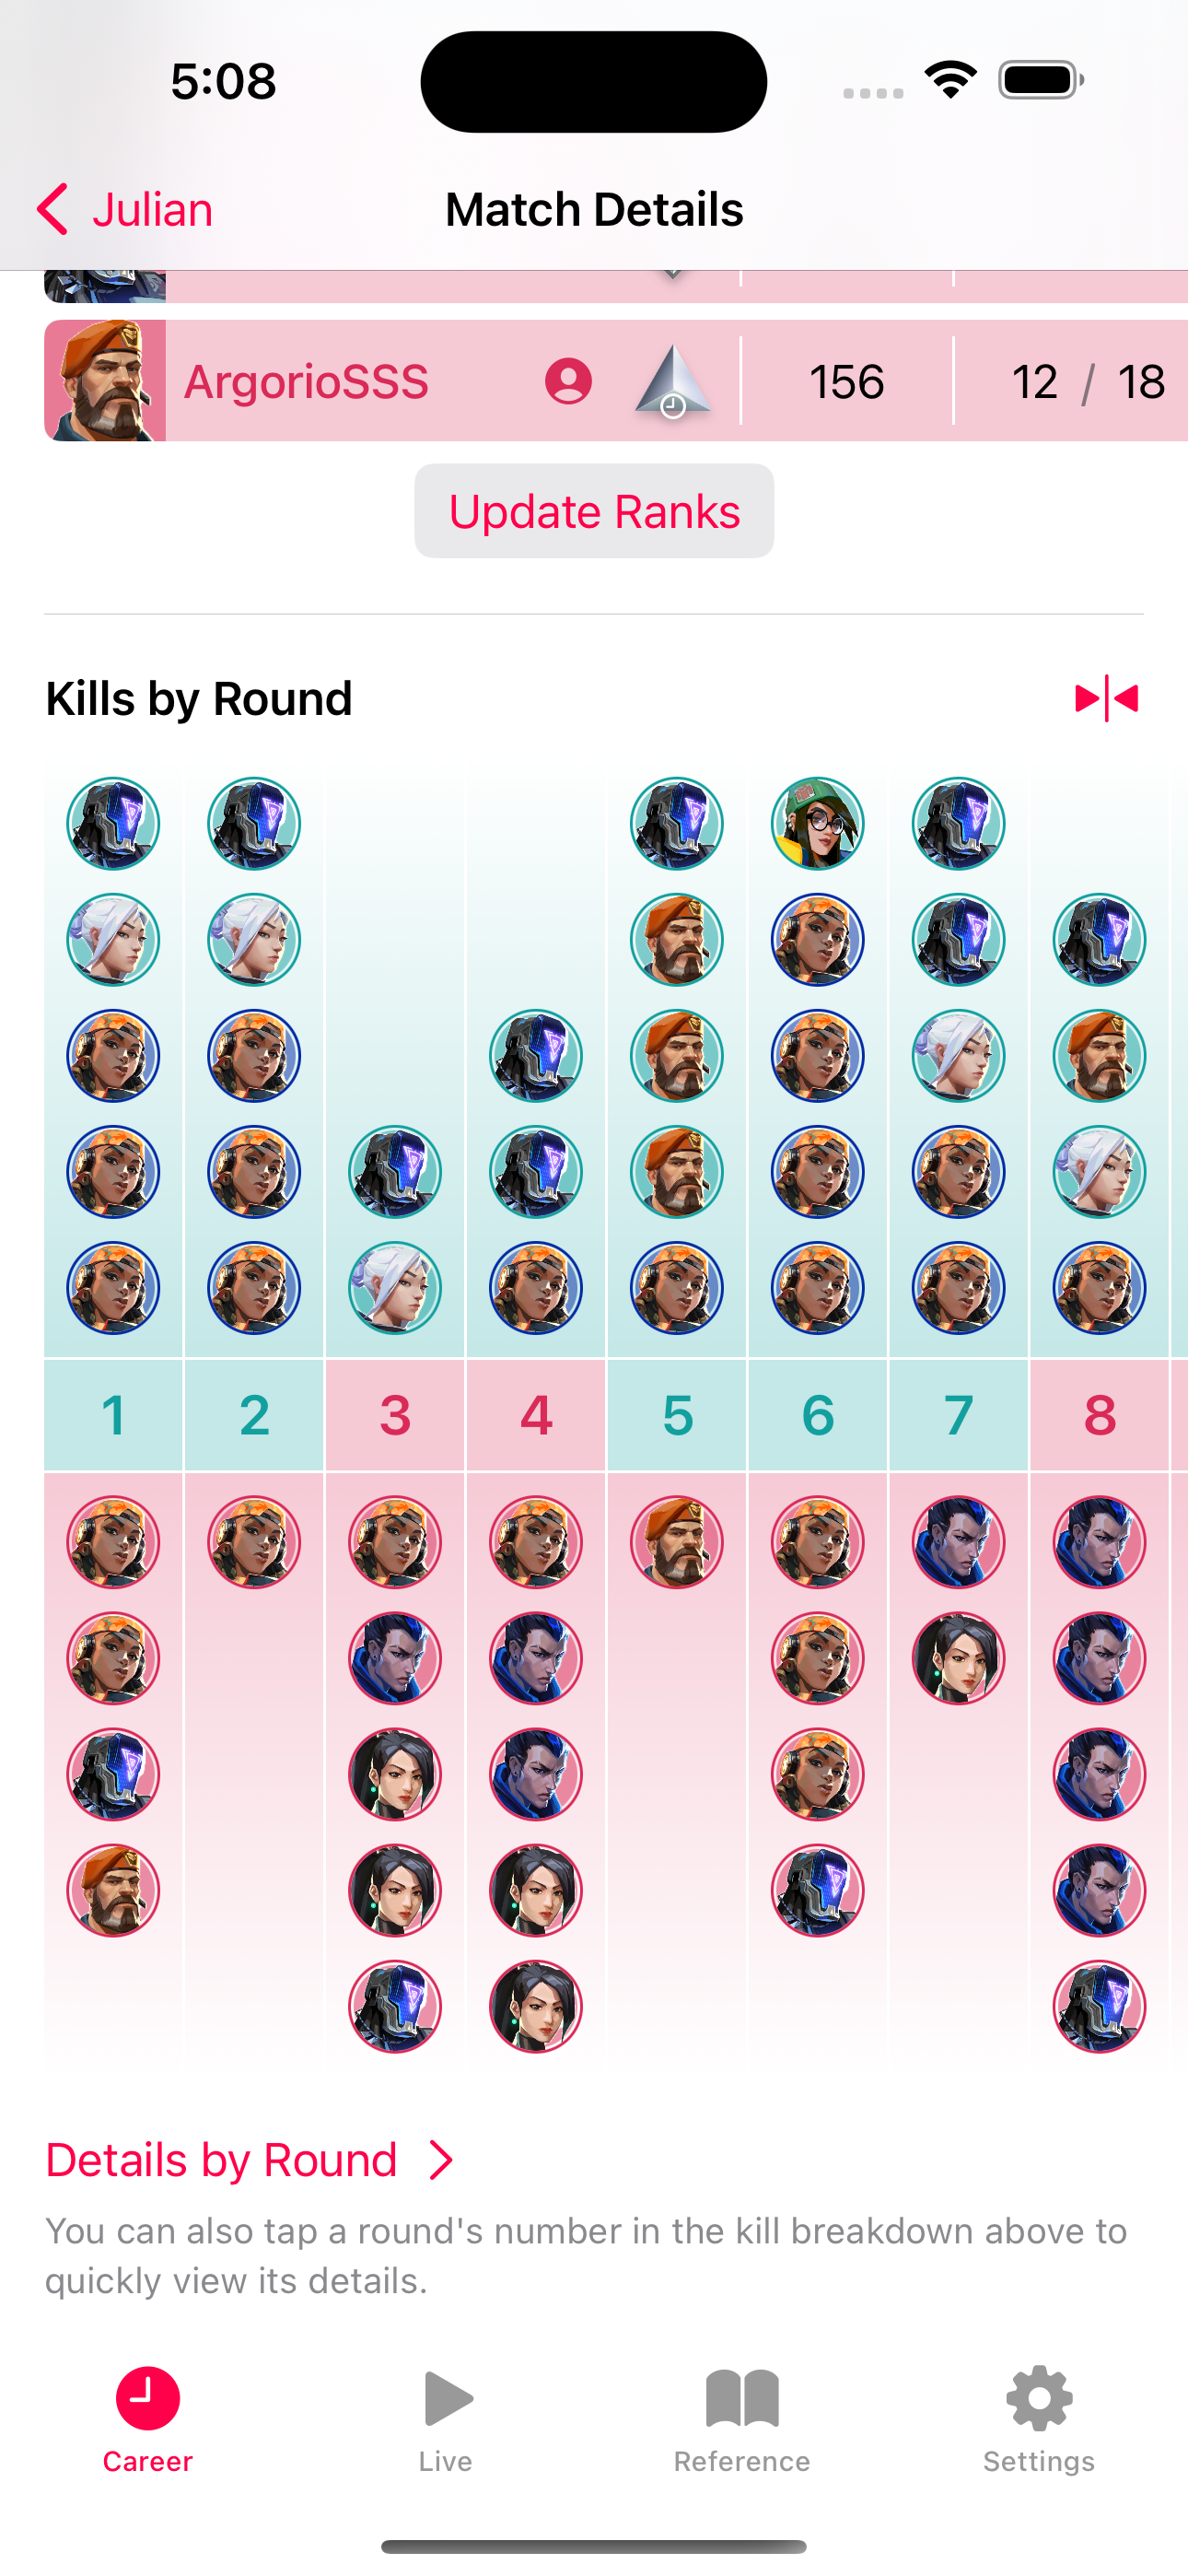 5:08
Julian
Match Details
ArgorioSSS 156 12 / 18
Update Ranks
Kills by Round
1 2 3 4 5 6 7 8
Details by Round
You can also tap a round's number in the kill breakdown above to
quickly view its details.
Career Live Reference Settings